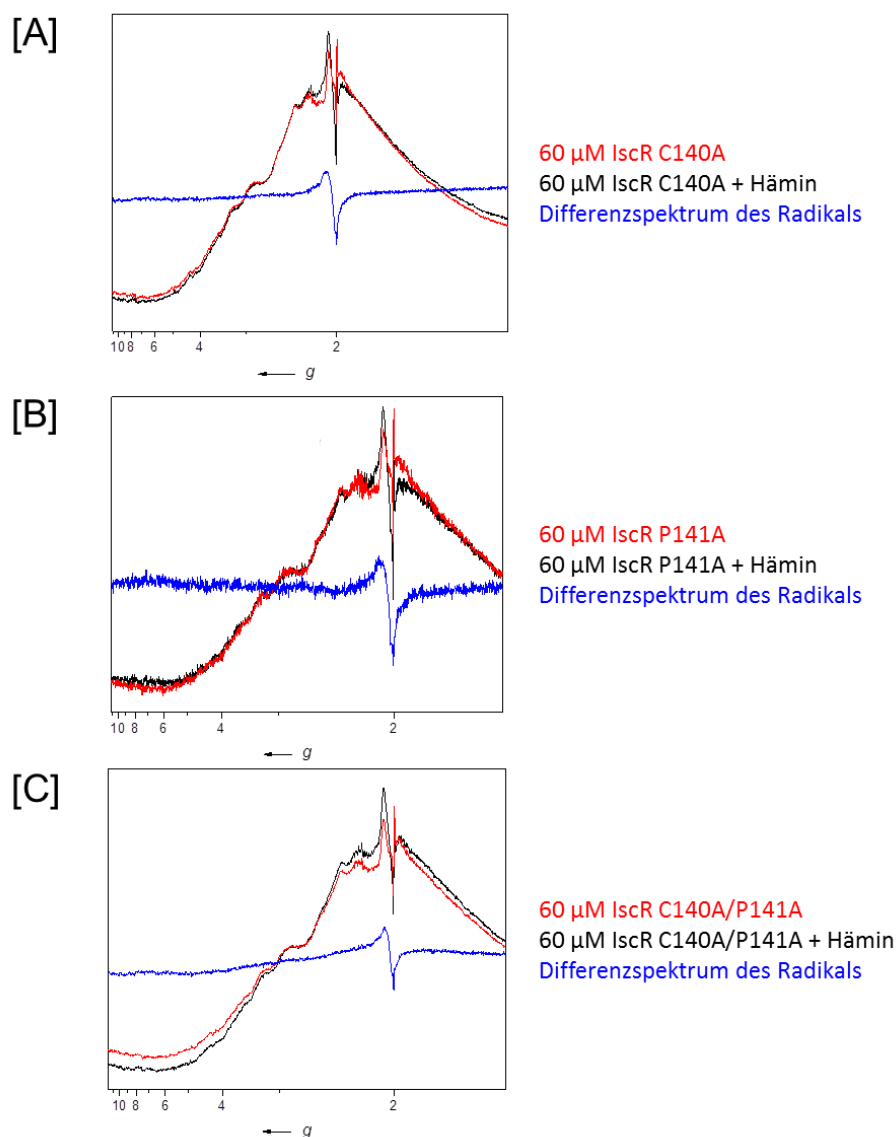 [A]
60 µM IscR C140A
60 µM IscR C140A + Hämin
Differenzspektrum des Radikals
10 8 6 4 2
g
[B]
60 µM IscR P141A
60 µM IscR P141A + Hämin
Differenzspektrum des Radikals
10 8 6 4 2
g
[C]
60 µM IscR C140A/P141A
60 µM IscR C140A/P141A + Hämin
Differenzspektrum des Radikals
10 8 6 4 2
g